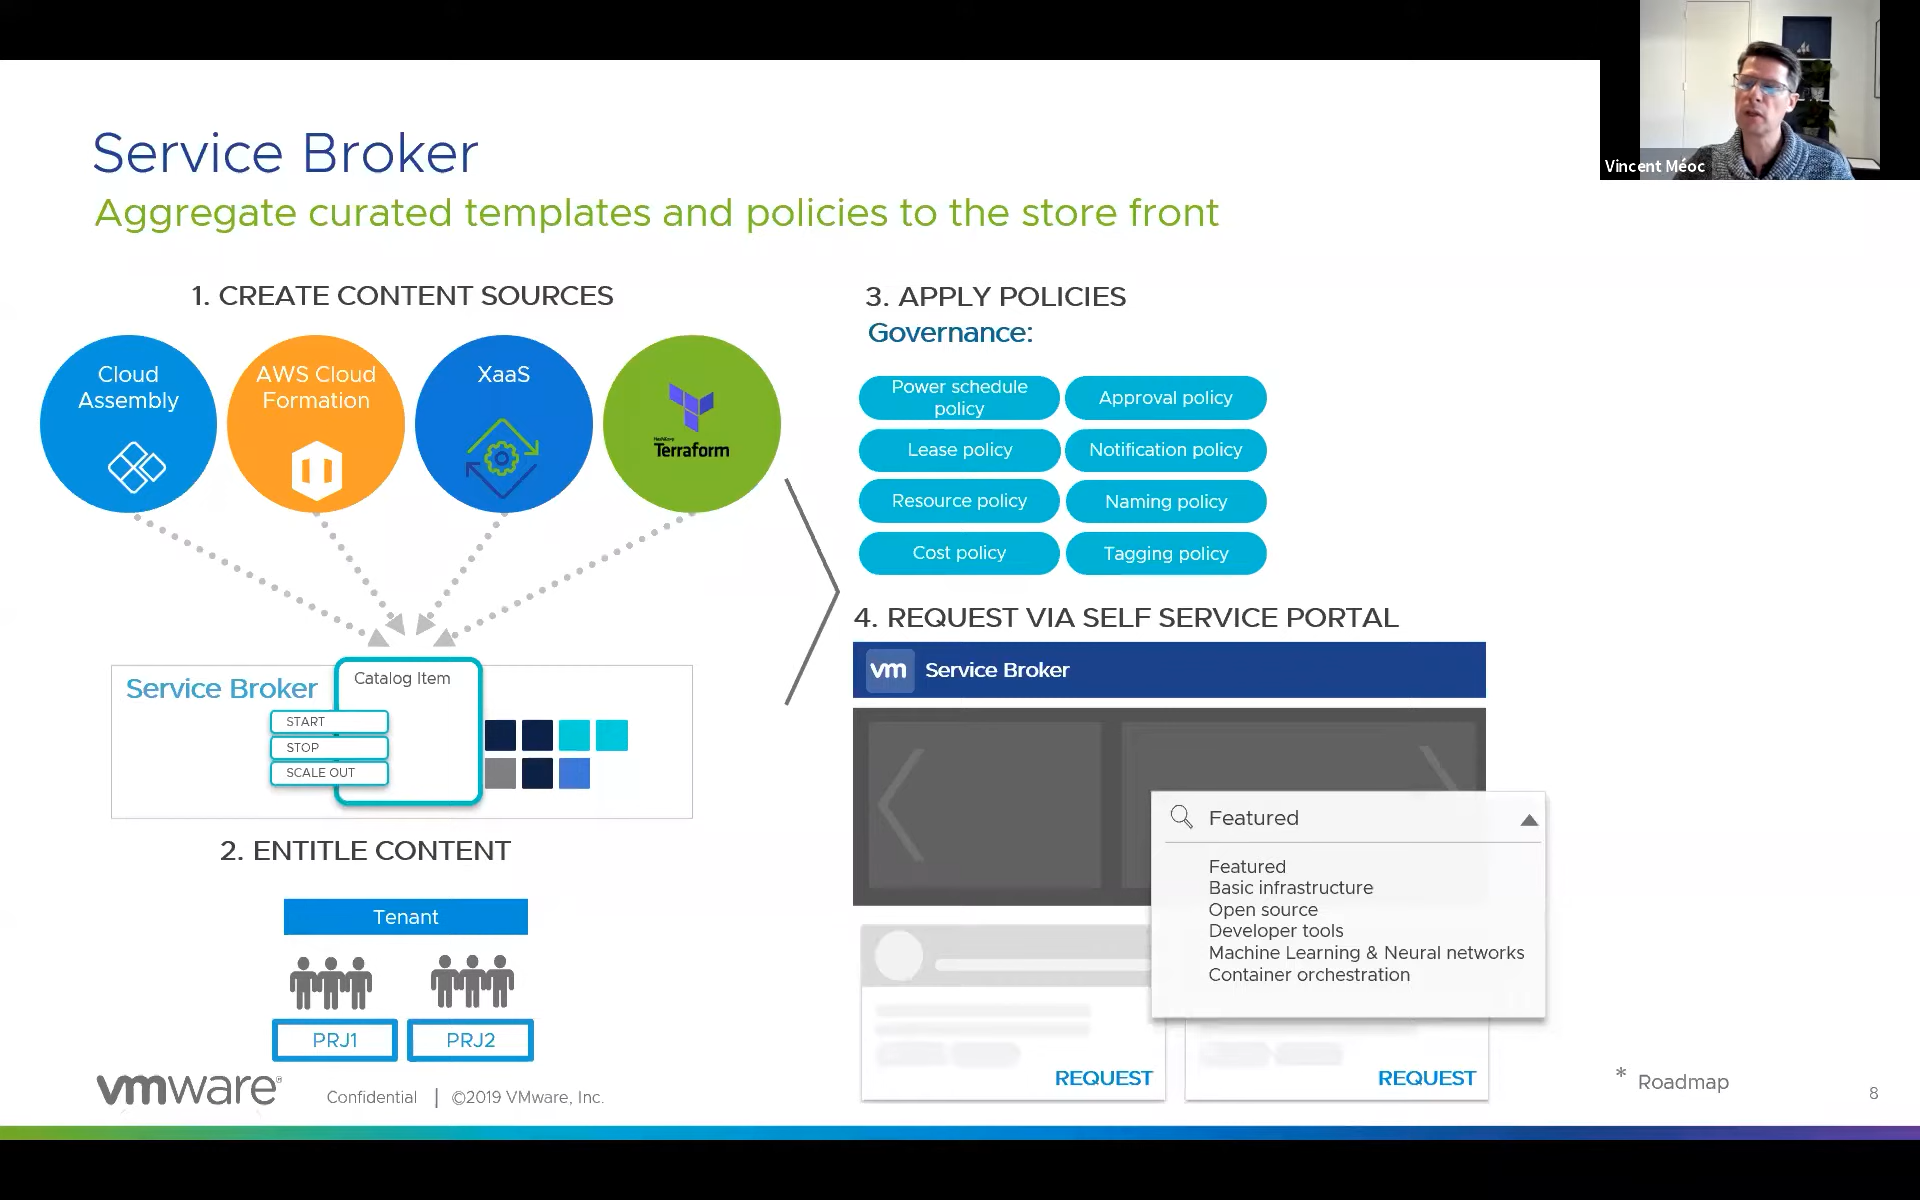 Vincent Méoc
Service Broker
Aggregate curated templates and policies to the store front
1. CREATE CONTENT SOURCES
Cloud
Assembly
AWS Cloud
Formation
XaaS
HashiCorp
Terraform
Service Broker
Catalog Item
START
STOP
SCALE OUT
2. ENTITLE CONTENT
Tenant
PRJ1
PRJ2
3. APPLY POLICIES
Governance:
Power schedule
policy
Approval policy
Lease policy
Notification policy
Resource policy
Naming policy
Cost policy
Tagging policy
4. REQUEST VIA SELF SERVICE PORTAL
vm Service Broker
Featured
Featured
Basic infrastructure
Open source
Developer tools
Machine Learning & Neural networks
Container orchestration
REQUEST
REQUEST
vmware®
Confidential | ©2019 VMware, Inc.
* Roadmap
8